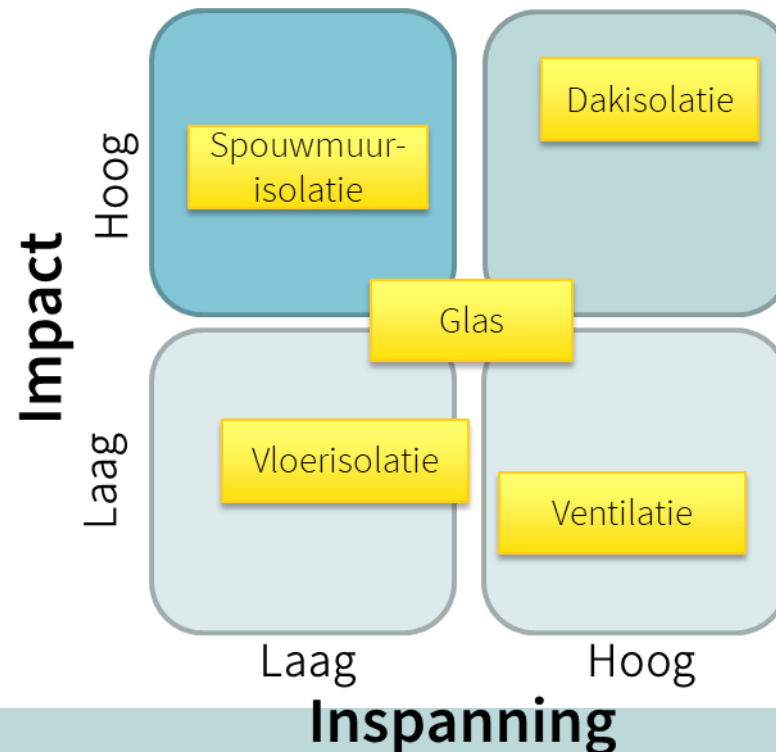 Impact
Hoog
Laag
Spouwmuur-
isolatie
Dakisolatie
Glas
Vloerisolatie
Ventilatie
Laag
Hoog
Inspanning